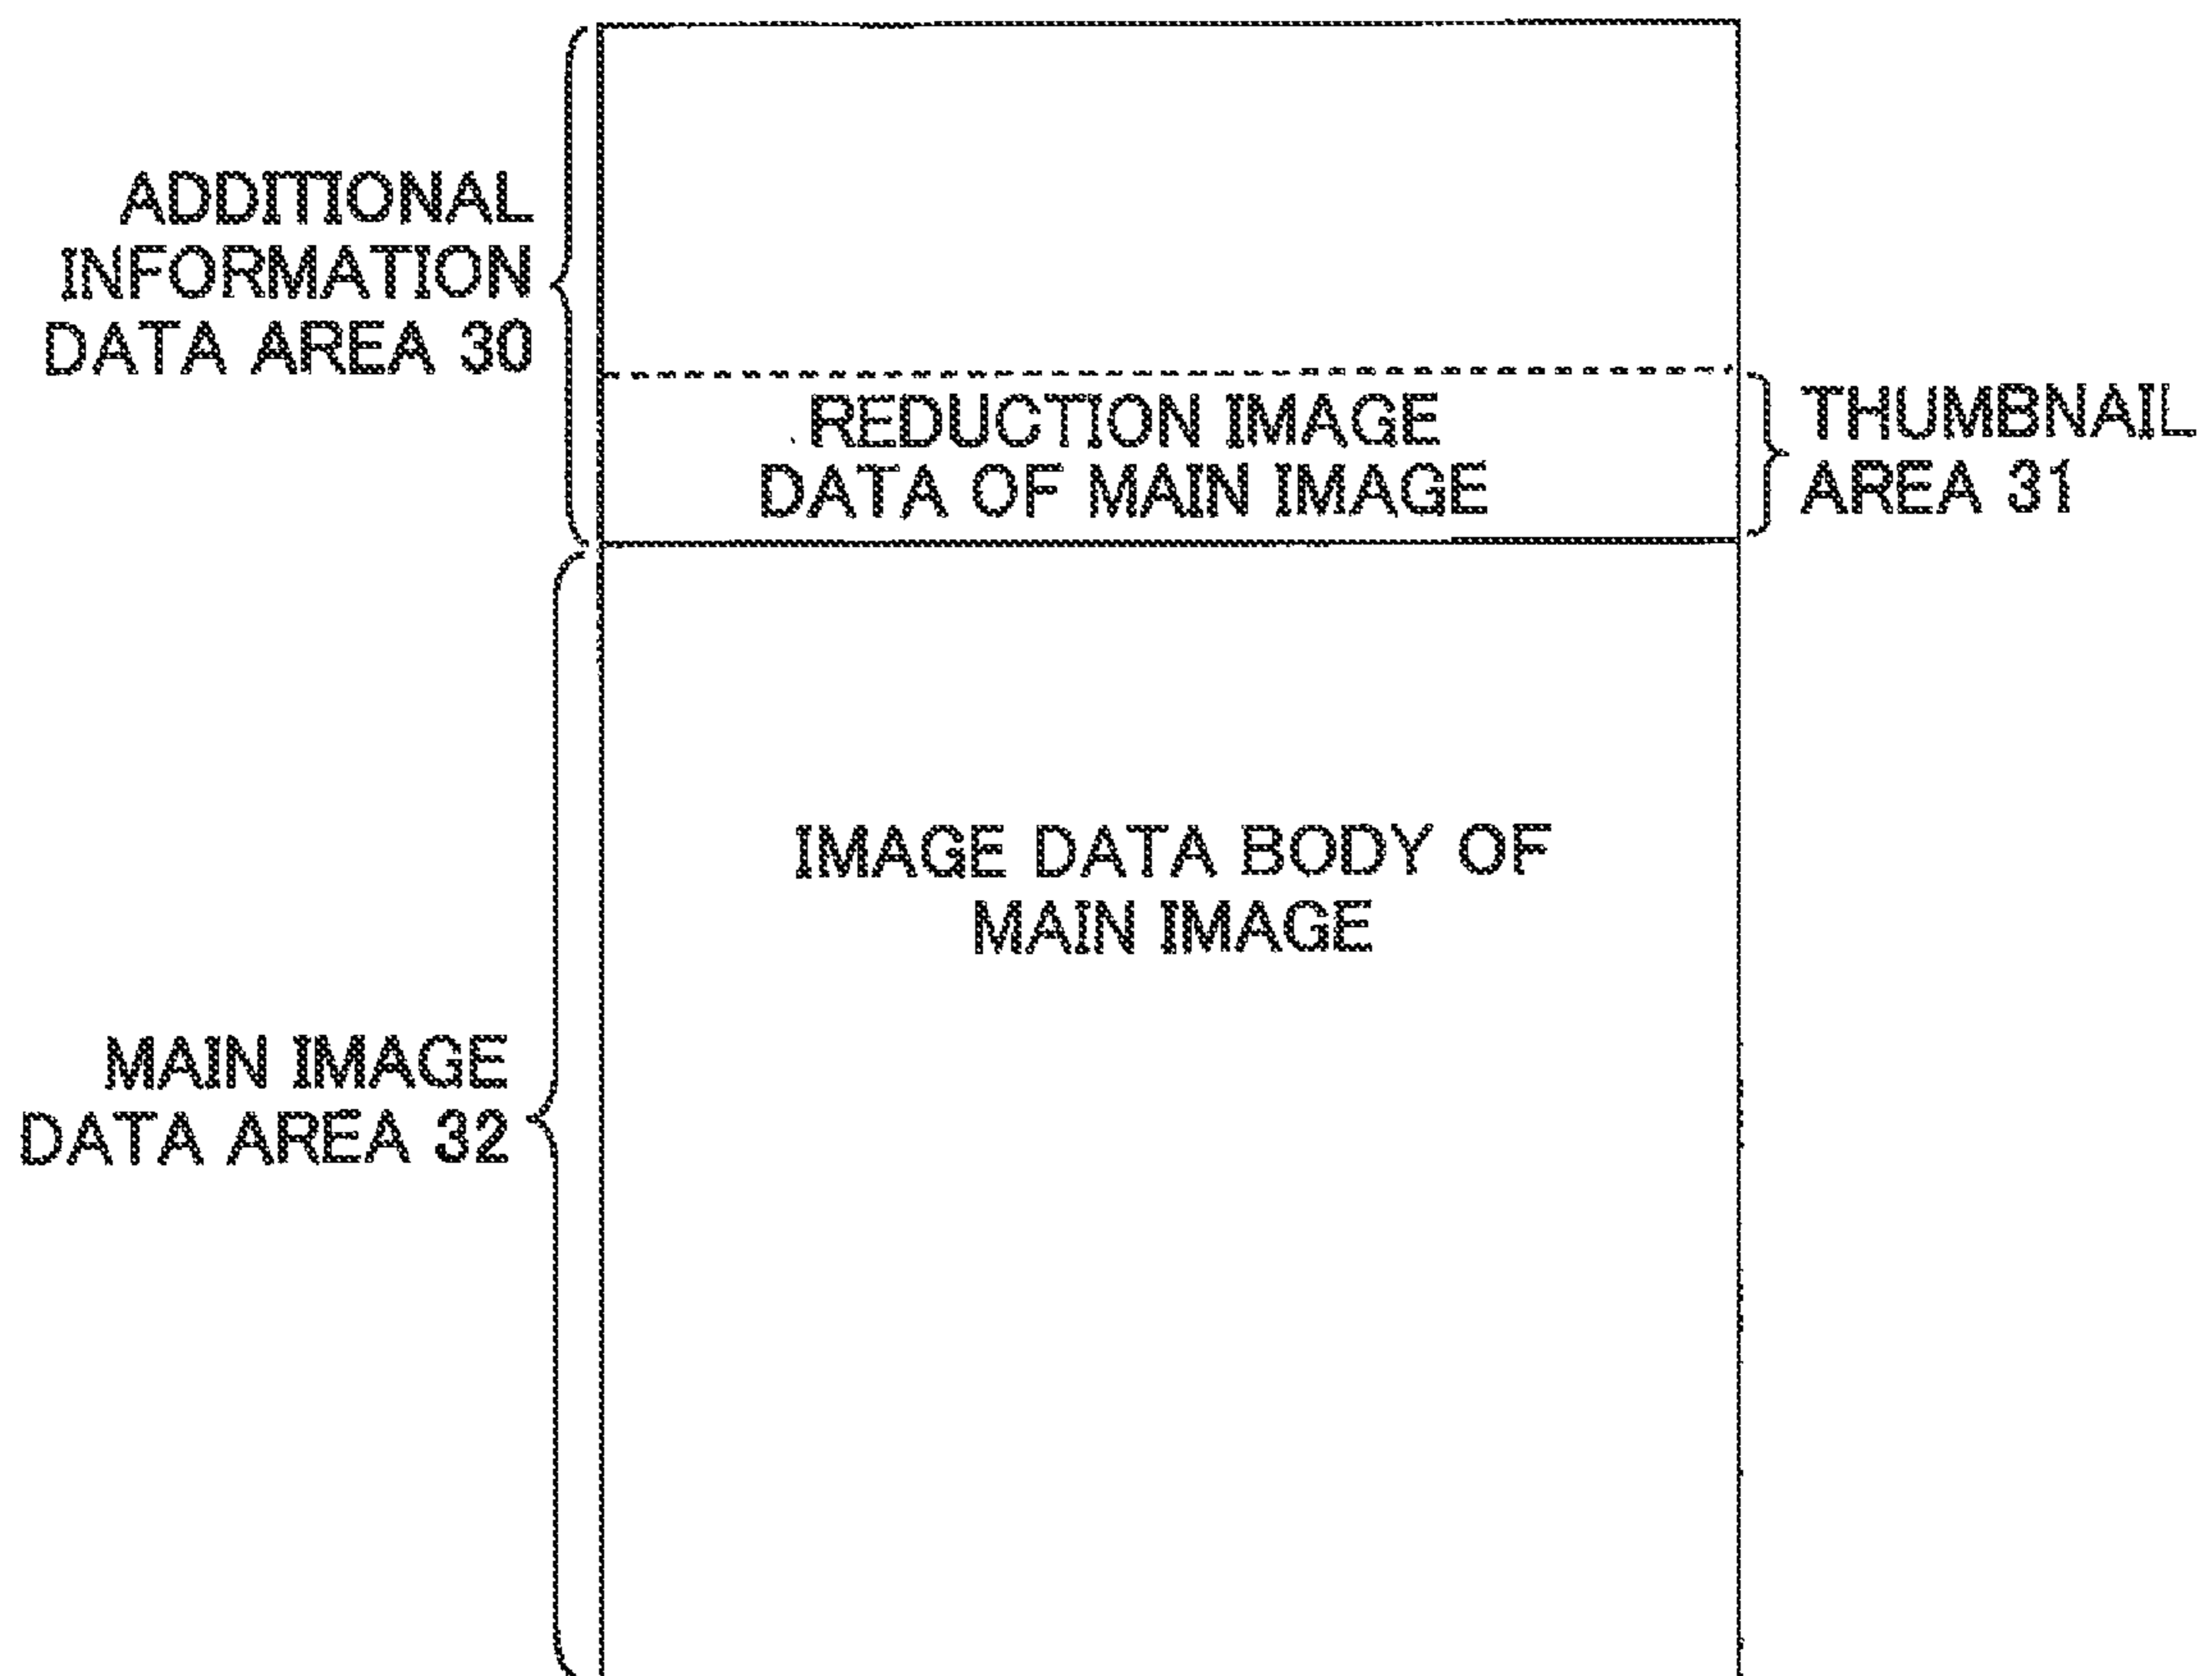 ADDITIONAL
INFORMATION
DATA AREA 30
REDUCTION IMAGE
DATA OF MAIN IMAGE
THUMBNAIL
AREA 31
IMAGE DATA BODY OF
MAIN IMAGE
MAIN IMAGE
DATA AREA 32